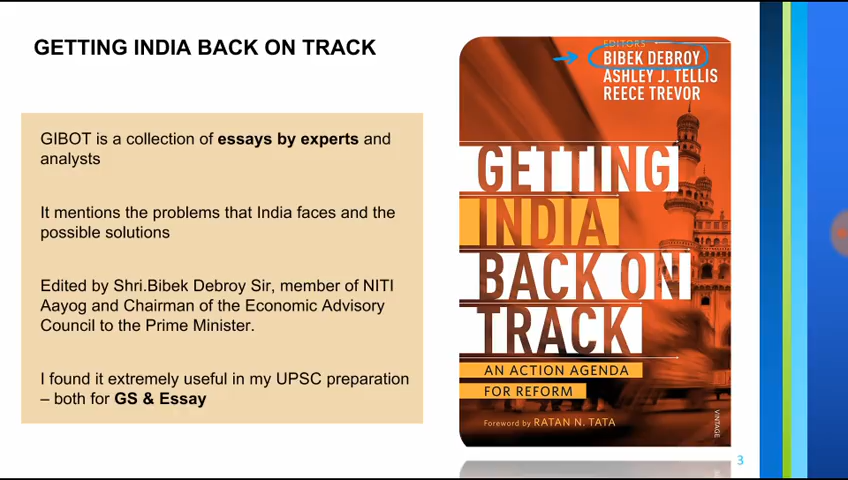 GETTING INDIA BACK ON TRACK
GIBOT is a collection of essays by experts and
analysts
It mentions the problems that India faces and the
possible solutions
Edited by Shri.Bibek Debroy Sir, member of NITI
Aayog and Chairman of the Economic Advisory
Council to the Prime Minister.
I found it extremely useful in my UPSC preparation
– both for GS & Essay
EDITORS
BIBEK DEBROY
ASHLEY J. TELLIS
REECE TREVOR
GETTING
INDIA
BACK ON
TRACK
AN ACTION AGENDA
FOR REFORM
Foreword by RATAN N. TATA
VINTAGE
3